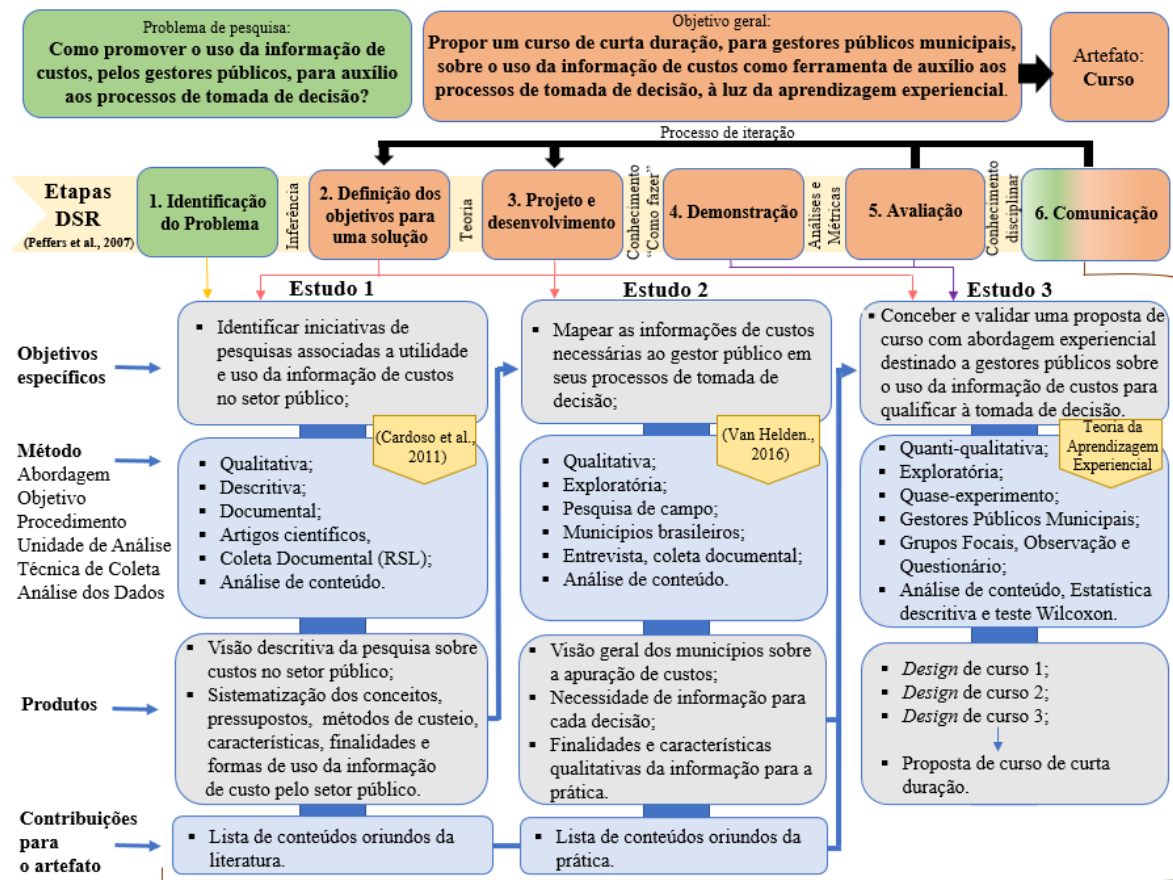 Problema de pesquisa:
Como promover o uso da informação de
custos, pelos gestores públicos, para auxílio
aos processos de tomada de decisão?
Objetivo geral:
Propor um curso de curta duração, para gestores públicos municipais,
sobre o uso da informação de custos como ferramenta de auxílio aos
processos de tomada de decisão, à luz da aprendizagem experiencial.
Artefato:
Curso
Processo de iteração
Etapas
DSR
(Peffers et al., 2007)
1. Identificação
do Problema
Inferência
2. Definição dos
objetivos para
uma solução
Teoria
3. Projeto e
desenvolvimento
Conhecimento
“Como fazer”
4. Demonstração
Análises e
Métricas
5. Avaliação
Conhecimento
disciplinar
6. Comunicação
Estudo 1
Estudo 2
Estudo 3
Objetivos
específicos
▪ Identificar iniciativas de
pesquisas associadas a utilidade
e uso da informação de custos
no setor público;
▪ Mapear as informações de custos
necessárias ao gestor público em
seus processos de tomada de
decisão;
▪ Conceber e validar uma proposta de
curso com abordagem experiencial
destinado a gestores públicos sobre
o uso da informação de custos para
qualificar à tomada de decisão.
(Cardoso et al.,
2011)
(Van Helden.,
2016)
Teoria da
Aprendizagem
Experiencial
Método
Abordagem
Objetivo
Procedimento
Unidade de Análise
Técnica de Coleta
Análise dos Dados
▪ Qualitativa;
▪ Descritiva;
▪ Documental;
▪ Artigos científicos,
▪ Coleta Documental (RSL);
▪ Análise de conteúdo.
▪ Qualitativa;
▪ Exploratória;
▪ Pesquisa de campo;
▪ Municípios brasileiros;
▪ Entrevista, coleta documental;
▪ Análise de conteúdo.
▪ Quanti-qualitativa;
▪ Exploratória;
▪ Quase-experimento;
▪ Gestores Públicos Municipais;
▪ Grupos Focais, Observação e
Questionário;
▪ Análise de conteúdo, Estatística
descritiva e teste Wilcoxon.
Produtos
▪ Visão descritiva da pesquisa sobre
custos no setor público;
▪ Sistematização dos conceitos,
pressupostos, métodos de custeio,
características, finalidades e
formas de uso da informação
de custo pelo setor público.
▪ Visão geral dos municípios sobre
a apuração de custos;
▪ Necessidade de informação para
cada decisão;
▪ Finalidades e características
qualitativas da informação para a
prática.
▪ Design de curso 1;
▪ Design de curso 2;
▪ Design de curso 3;
▪ Proposta de curso de curta
duração.
Contribuições
para
o artefato
▪ Lista de conteúdos oriundos da
literatura.
▪ Lista de conteúdos oriundos da
prática.